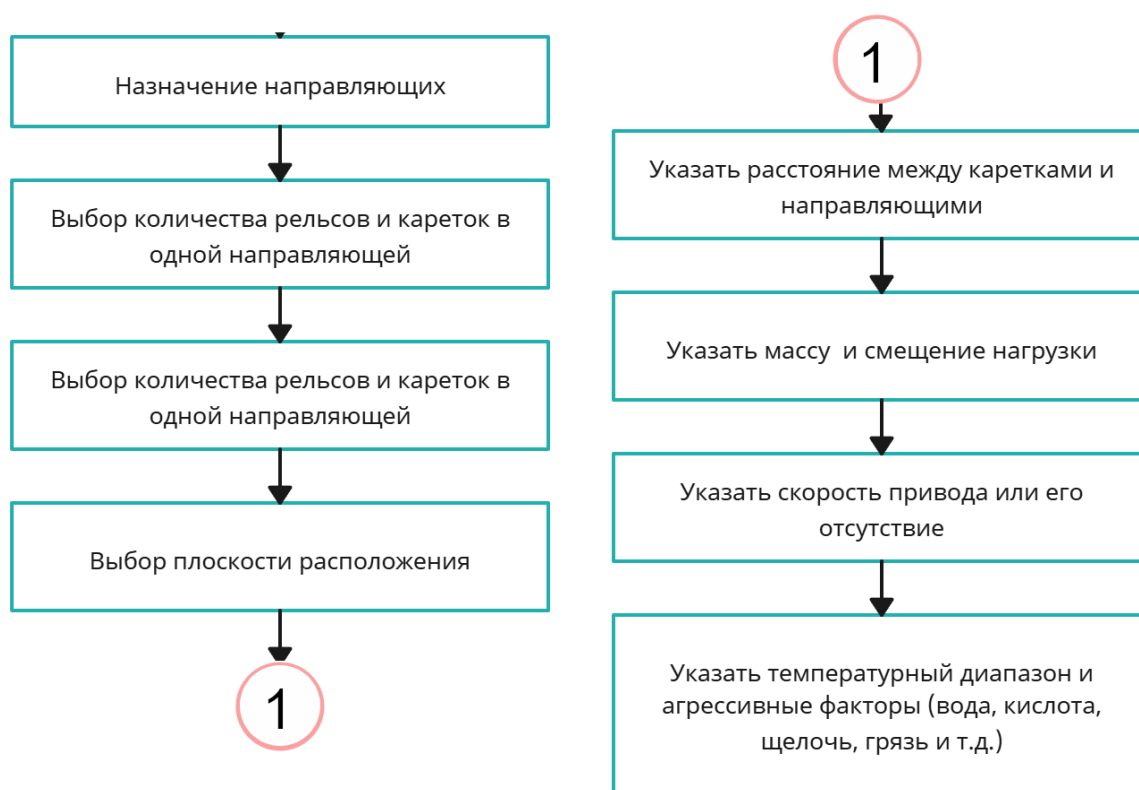 Назначение направляющих
Выбор количества рельсов и кареток в
одной направляющей
Выбор количества рельсов и кареток в
одной направляющей
Выбор плоскости расположения
1
1
Указать расстояние между каретками и
направляющими
Указать массу и смещение нагрузки
Указать скорость привода или его
отсутствие
Указать температурный диапазон и
агрессивные факторы (вода, кислота,
щелочь, грязь и т.д.)